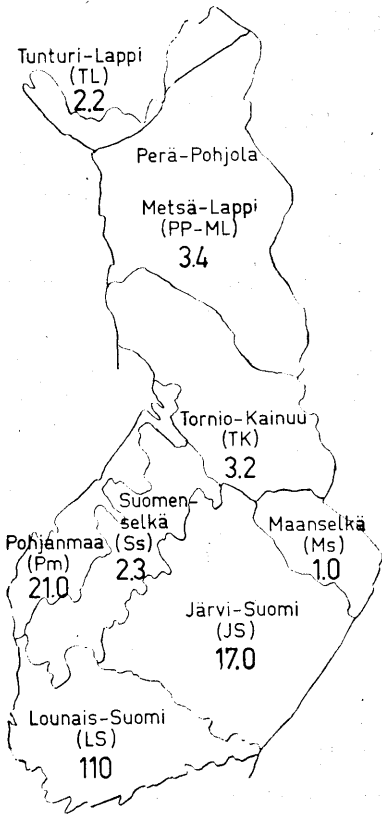 Tunturi-Lappi
(TL)
2.2
Perä-Pohjola
Metsä-Lappi
(PP-ML)
3.4
Tornio-Kainuu
(TK)
3.2
Suomen-
selkä
(Ss)
2.3
Maanselkä
(Ms)
1.0
Pohjanmaa
(Pm)
21.0
Järvi-Suomi
(JS)
17.0
Lounais-Suomi
(LS)
110